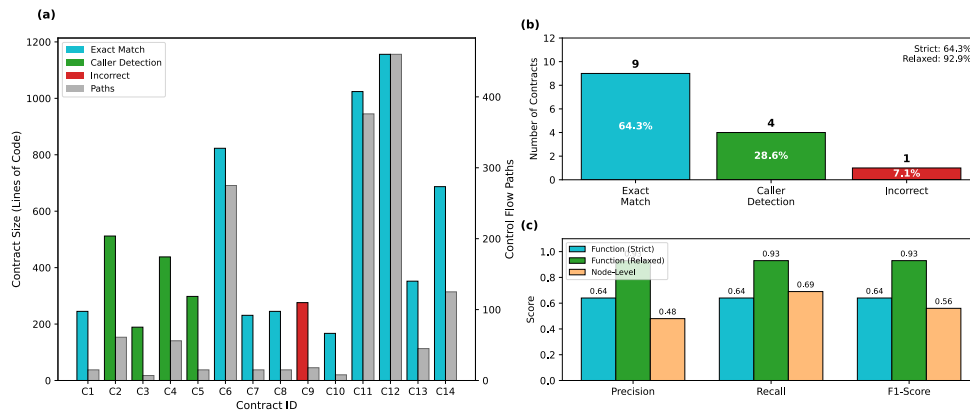 (a)
Exact Match
Caller Detection
Incorrect
Paths
Contract Size (Lines of Code)
1200
1000
800
600
400
200
0
Control Flow Paths
400
300
200
100
0
C1 C2 C3 C4 C5 C6 C7 C8 C9 C10 C11 C12 C13 C14
Contract ID
(b)
Strict: 64.3%
Relaxed: 92.9%
Number of Contracts
12
10
8
6
4
2
0
9
64.3%
4
28.6%
1
7.1%
Exact
Match
Caller
Detection
Incorrect
(c)
Function (Strict)
Function (Relaxed)
Node-Level
Score
1.0
0.8
0.6
0.4
0.2
0.0
0.64
0.48
0.64
0.93
0.69
0.64
0.93
0.56
Precision Recall F1-Score